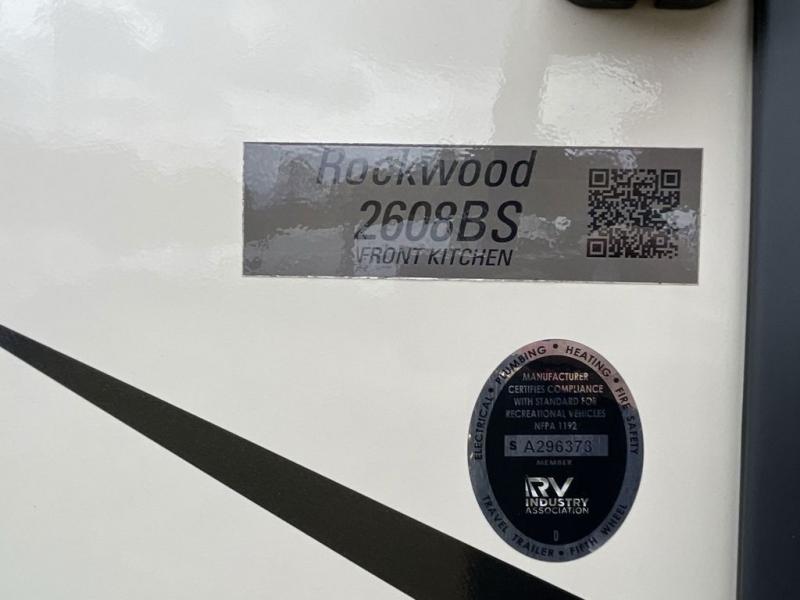 Rockwood
2608BS
FRONT KITCHEN
ELECTRICAL • PLUMBING • HEATING • FIRE SAFETY
MANUFACTURER
CERTIFIES COMPLIANCE
WITH STANDARD FOR
RECREATIONAL VEHICLES
NFPA 1192
S A296373
MEMBER
RV
INDUSTRY
ASSOCIATION
D
TRAVEL TRAILER • FIFTH WHEEL